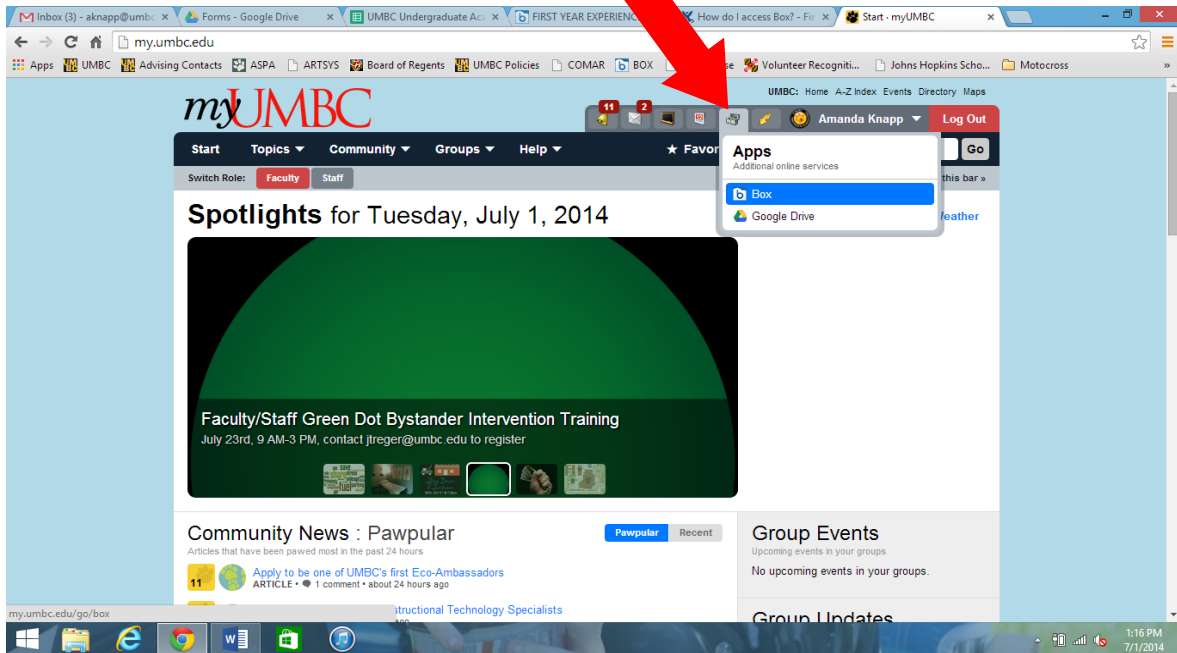 Inbox (3) - aknapp@umbc
Forms - Google Drive
UMBC Undergraduate Aca
FIRST YEAR EXPERIENC
How do I access Box? - Fir
Start - myUMBC
my.umbc.edu
Apps
UMBC
Advising Contacts
ASPA
ARTSYS
Board of Regents
UMBC Policies
COMAR
BOX
Volunteer Recogniti...
Johns Hopkins Scho...
Motocross
»
UMBC: Home A-Z Index Events Directory Maps
myUMBC
11
2
Amanda Knapp
Log Out
Start
Topics
Community
Groups
Help
★ Favor
Go
Switch Role:
Faculty
Staff
this bar »
Apps
Additional online services
Box
Google Drive
Spotlights for Tuesday, July 1, 2014
Faculty/Staff Green Dot Bystander Intervention Training
July 23rd, 9 AM-3 PM, contact jtreger@umbc.edu to register
Community News : Pawpular
Pawpular
Recent
Articles that have been pawed most in the past 24 hours
11
Apply to be one of UMBC's first Eco-Ambassadors
ARTICLE • 1 comment • about 24 hours ago
structional Technology Specialists
Group Events
Upcoming events in your groups
No upcoming events in your groups.
Group Updates
my.umbc.edu/go/box
1:16 PM
7/1/2014